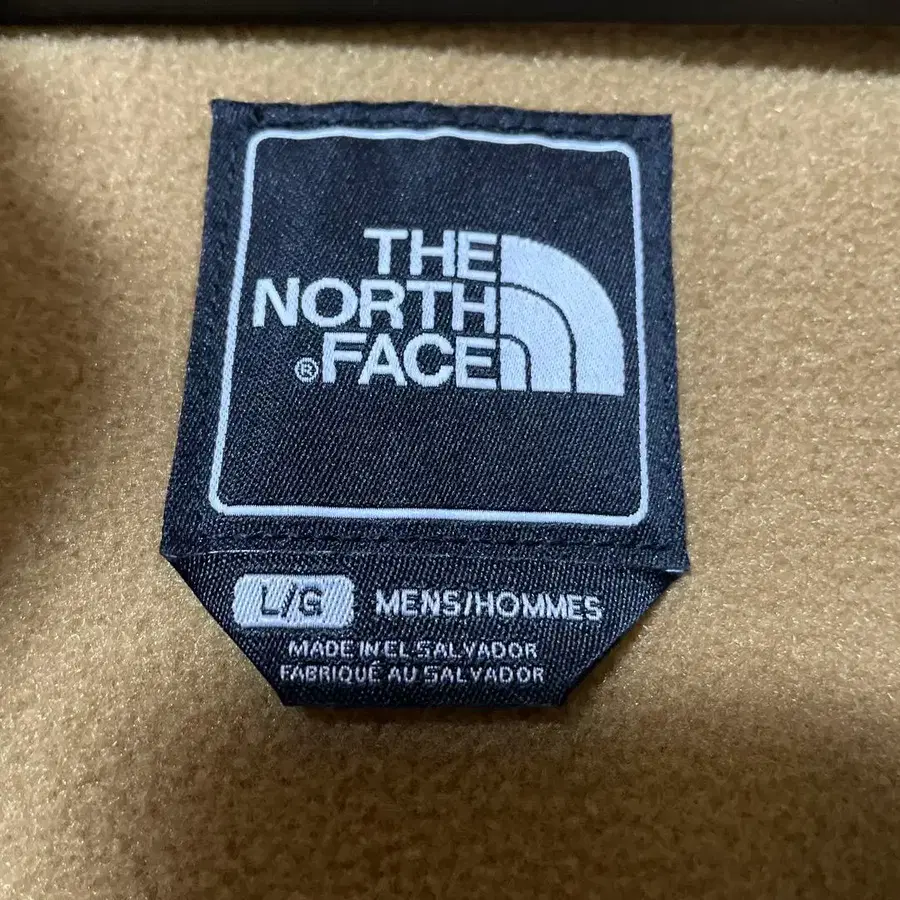 THE
NORTH
®FACE
L/G MENS/HOMMES
MADE IN EL SALVADOR
FABRIQUÉ AU SALVADOR